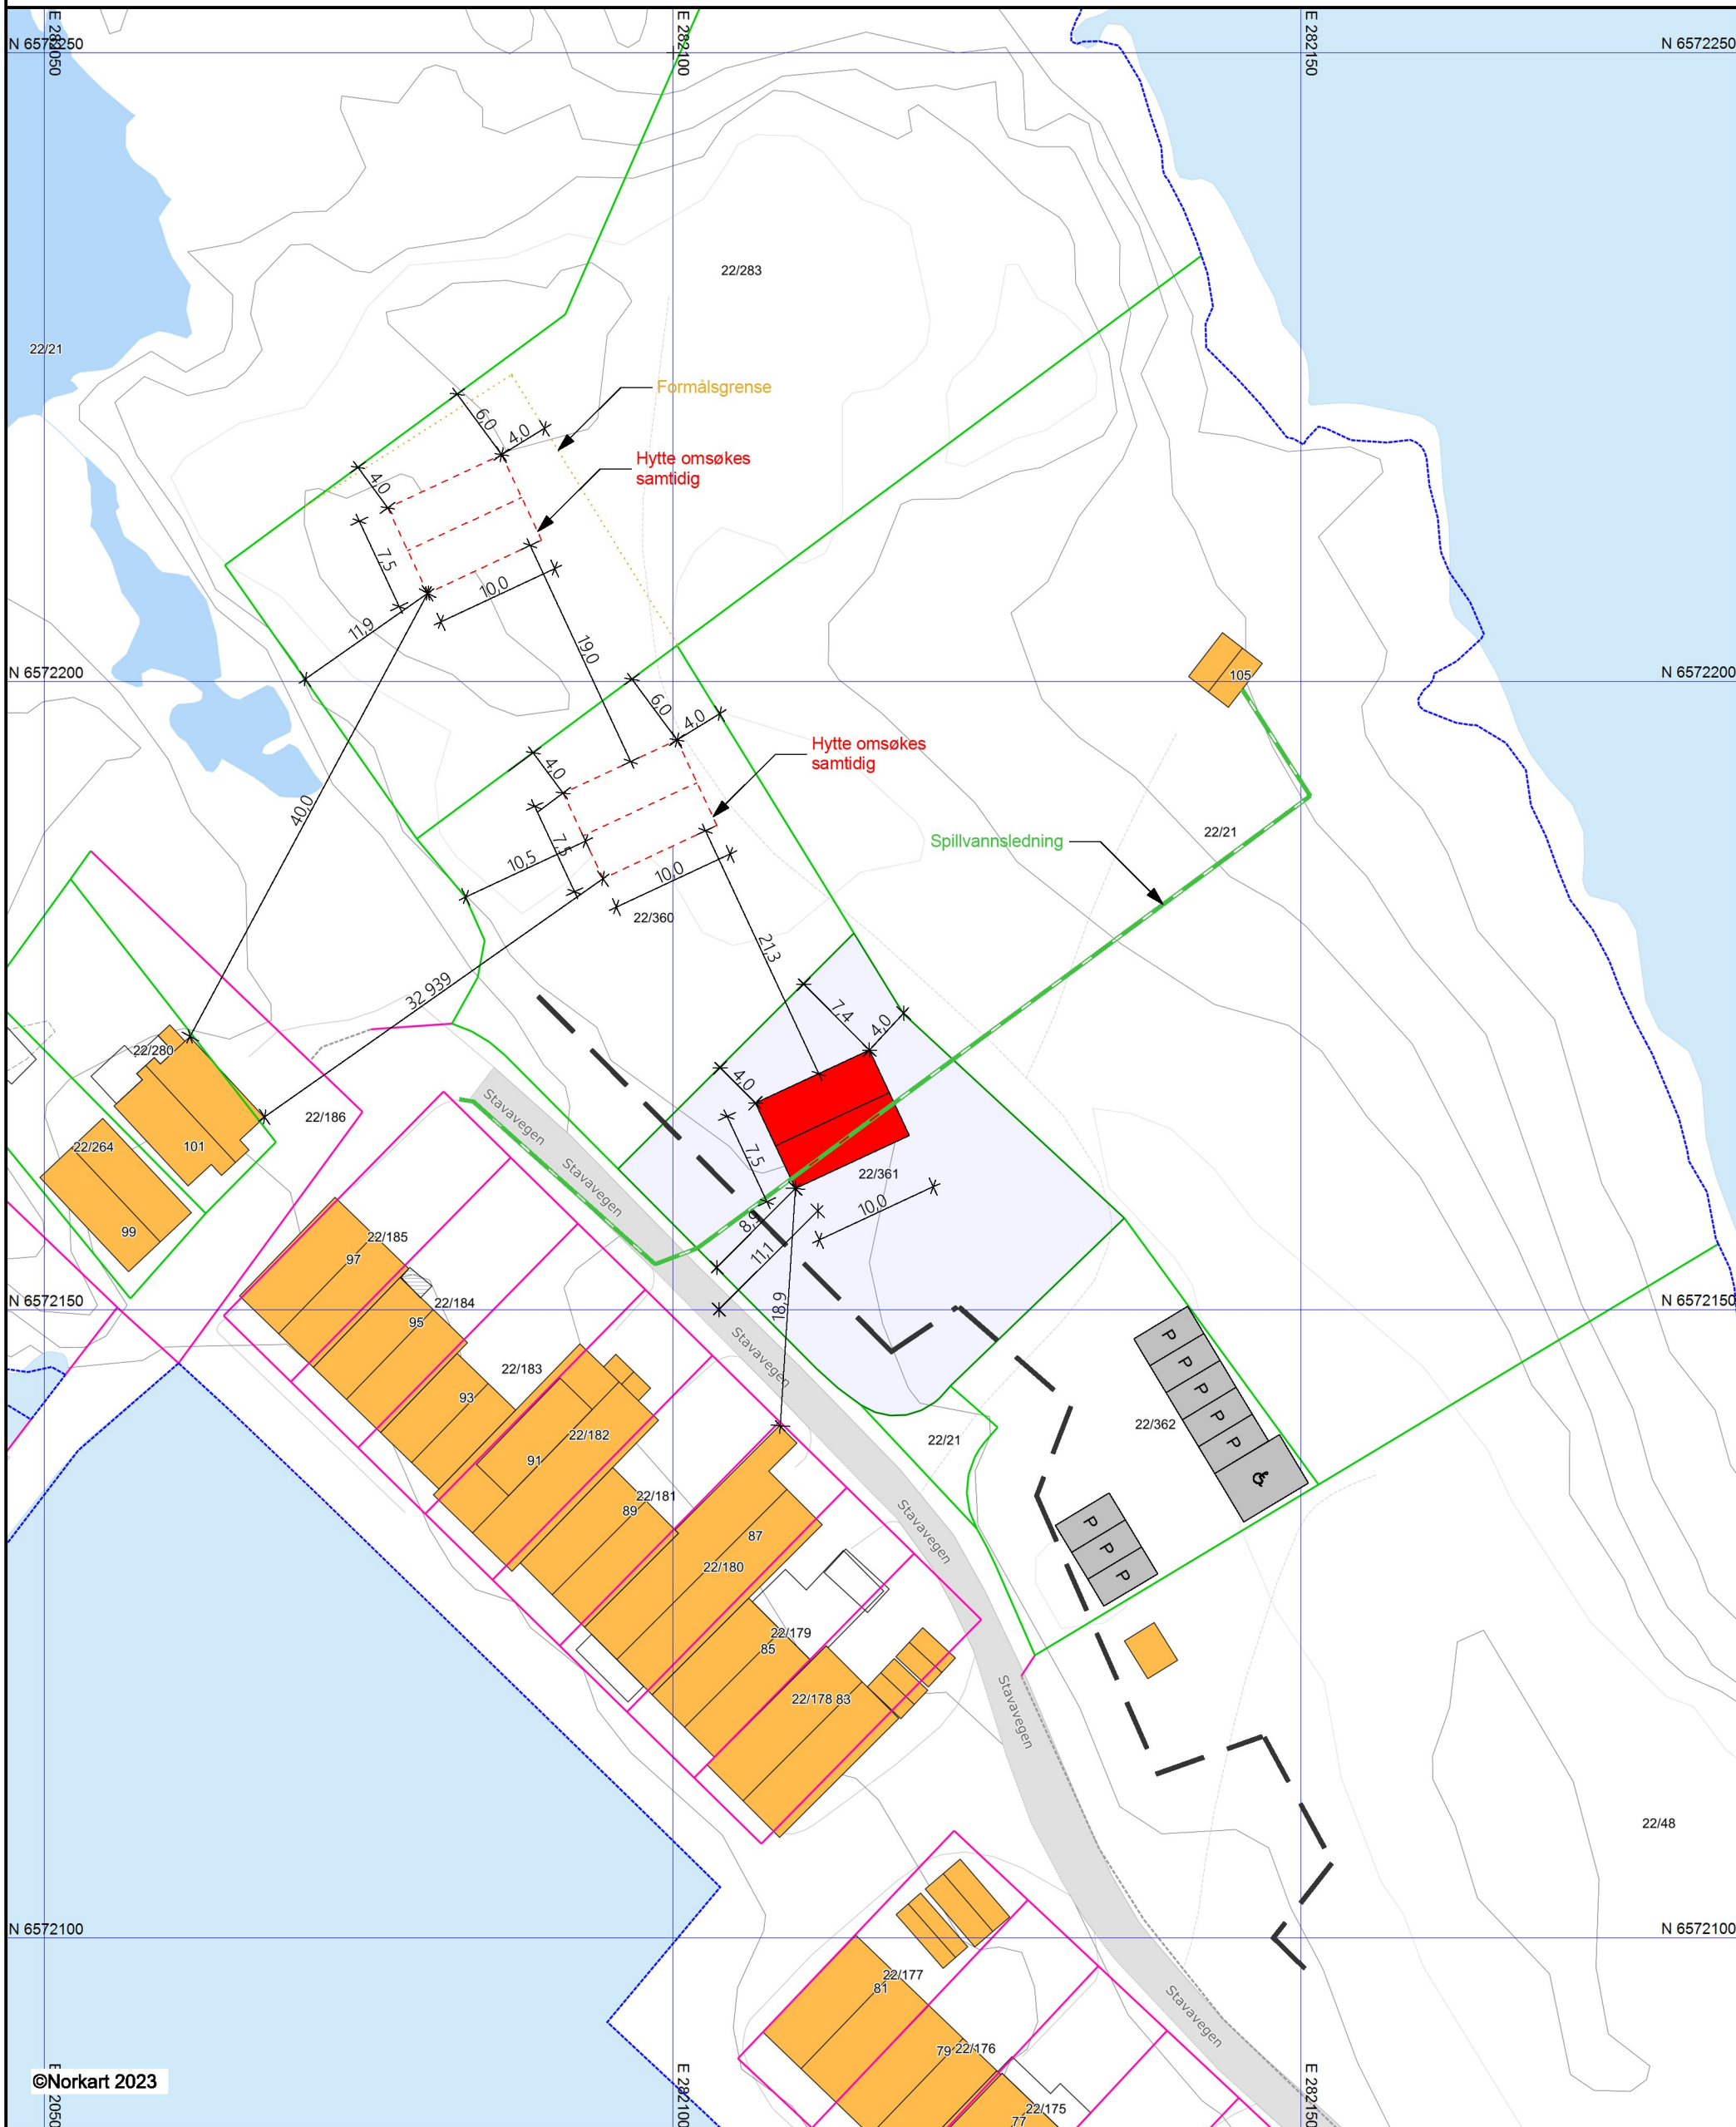 E 282050
E 282100
E 282150
N 6572250
N 6572250
22/283
22/21
Formålsgrense
6,0
4,0
Hytte omsøkes
samtidig
4,0
7,5
10,0
11,9
19,0
N 6572200
N 6572200
105
6,0
4,0
Hytte omsøkes
samtidig
4,0
40,0
22/21
Spillvannsledning
7,5
10,5
10,0
22/360
21,3
32 939
7,4
4,0
22/280
4,0
22/186
Stavavegen
22/264
101
7,5
Stavavegen
22/361
99
10,0
8,9
11,1
22/185
97
N 6572150
N 6572150
22/184
95
18,9
Stavavegen
P
P
P
P
P
22/183
93
22/182
91
22/21
22/362
22/181
89
87
Stavavegen
P
P
P
22/180
22/179
85
22/178 83
Stavavegen
22/48
N 6572100
N 6572100
22/177
81
Stavavegen
79 22/176
22/175
77
©Norkart 2023
E 282050
E 282100
E 282150